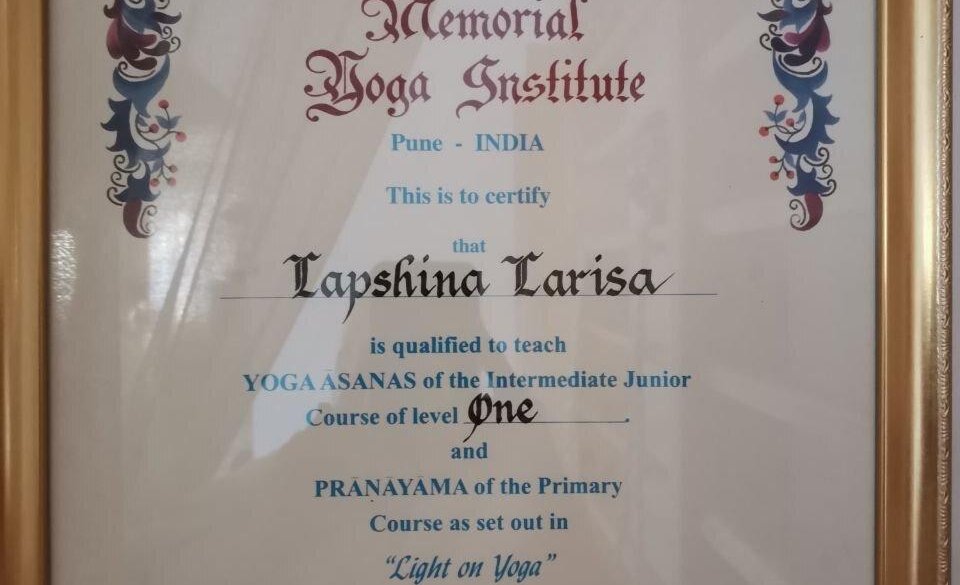 Memorial
Yoga Institute
Pune - INDIA
This is to certify
that
Lapshina Larisa
is qualified to teach
YOGA ĀSANAS of the Intermediate Junior
Course of level One.
and
PRĀNĀYĀMA of the Primary
Course as set out in
"Light on Yoga"